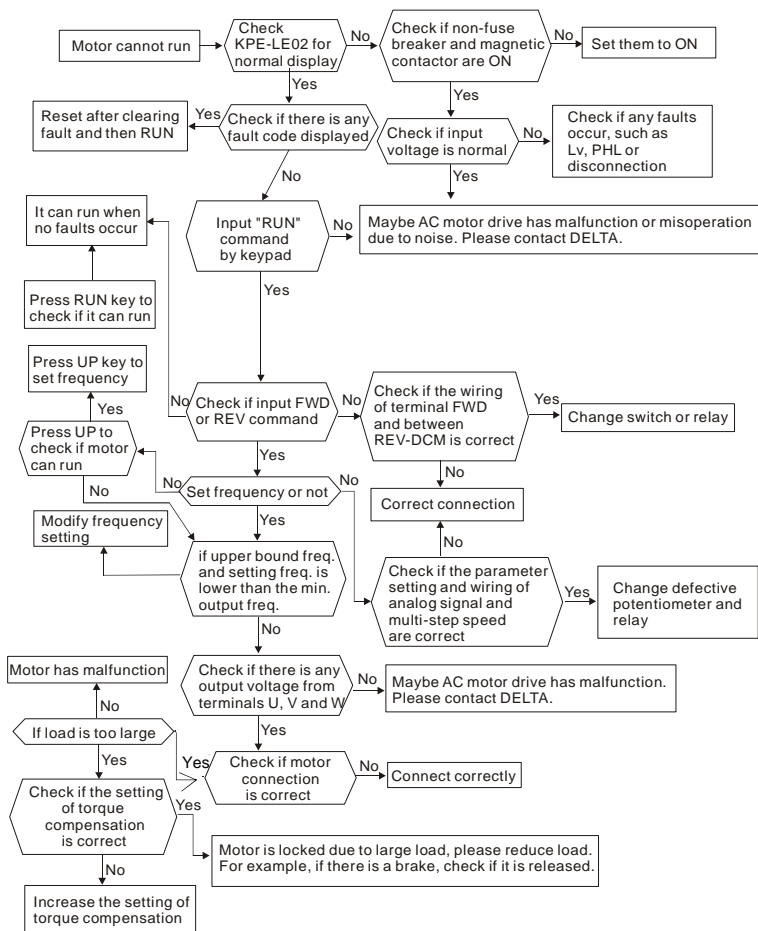 Motor cannot run
Check
KPE-LE02 for
normal display
No
Check if non-fuse
breaker and magnetic
contactor are ON
No
Set them to ON
Yes
Yes
Reset after clearing
fault and then RUN
Yes
Check if there is any
fault code displayed
Check if input
voltage is normal
No
Check if any faults
occur, such as
Lv, PHL or
disconnection
No
Yes
It can run when
no faults occur
Input "RUN"
command
by keypad
No
Maybe AC motor drive has malfunction or misoperation
due to noise. Please contact DELTA.
Yes
Press RUN key to
check if it can run
Press UP key to
set frequency
Yes
No
Check if input FWD
or REV command
No
Check if the wiring
of terminal FWD
and between
REV-DCM is correct
Yes
Change switch or relay
Press UP to
check if motor
can run
Yes
No
No
No
Set frequency or not
No
Correct connection
Yes
No
Modify frequency
setting
if upper bound freq.
and setting freq. is
lower than the min.
output freq.
Check if the parameter
setting and wiring of
analog signal and
multi-step speed
are correct
Yes
Change defective
potentiometer and
relay
No
Motor has malfunction
Check if there is any
output voltage from
terminals U, V and W
No
Maybe AC motor drive has malfunction.
Please contact DELTA.
No
Yes
If load is too large
Yes
Yes
Check if motor
connection
is correct
No
Connect correctly
Check if the setting
of torque
compensation
is correct
Yes
Motor is locked due to large load, please reduce load.
For example, if there is a brake, check if it is released.
No
Increase the setting of
torque compensation